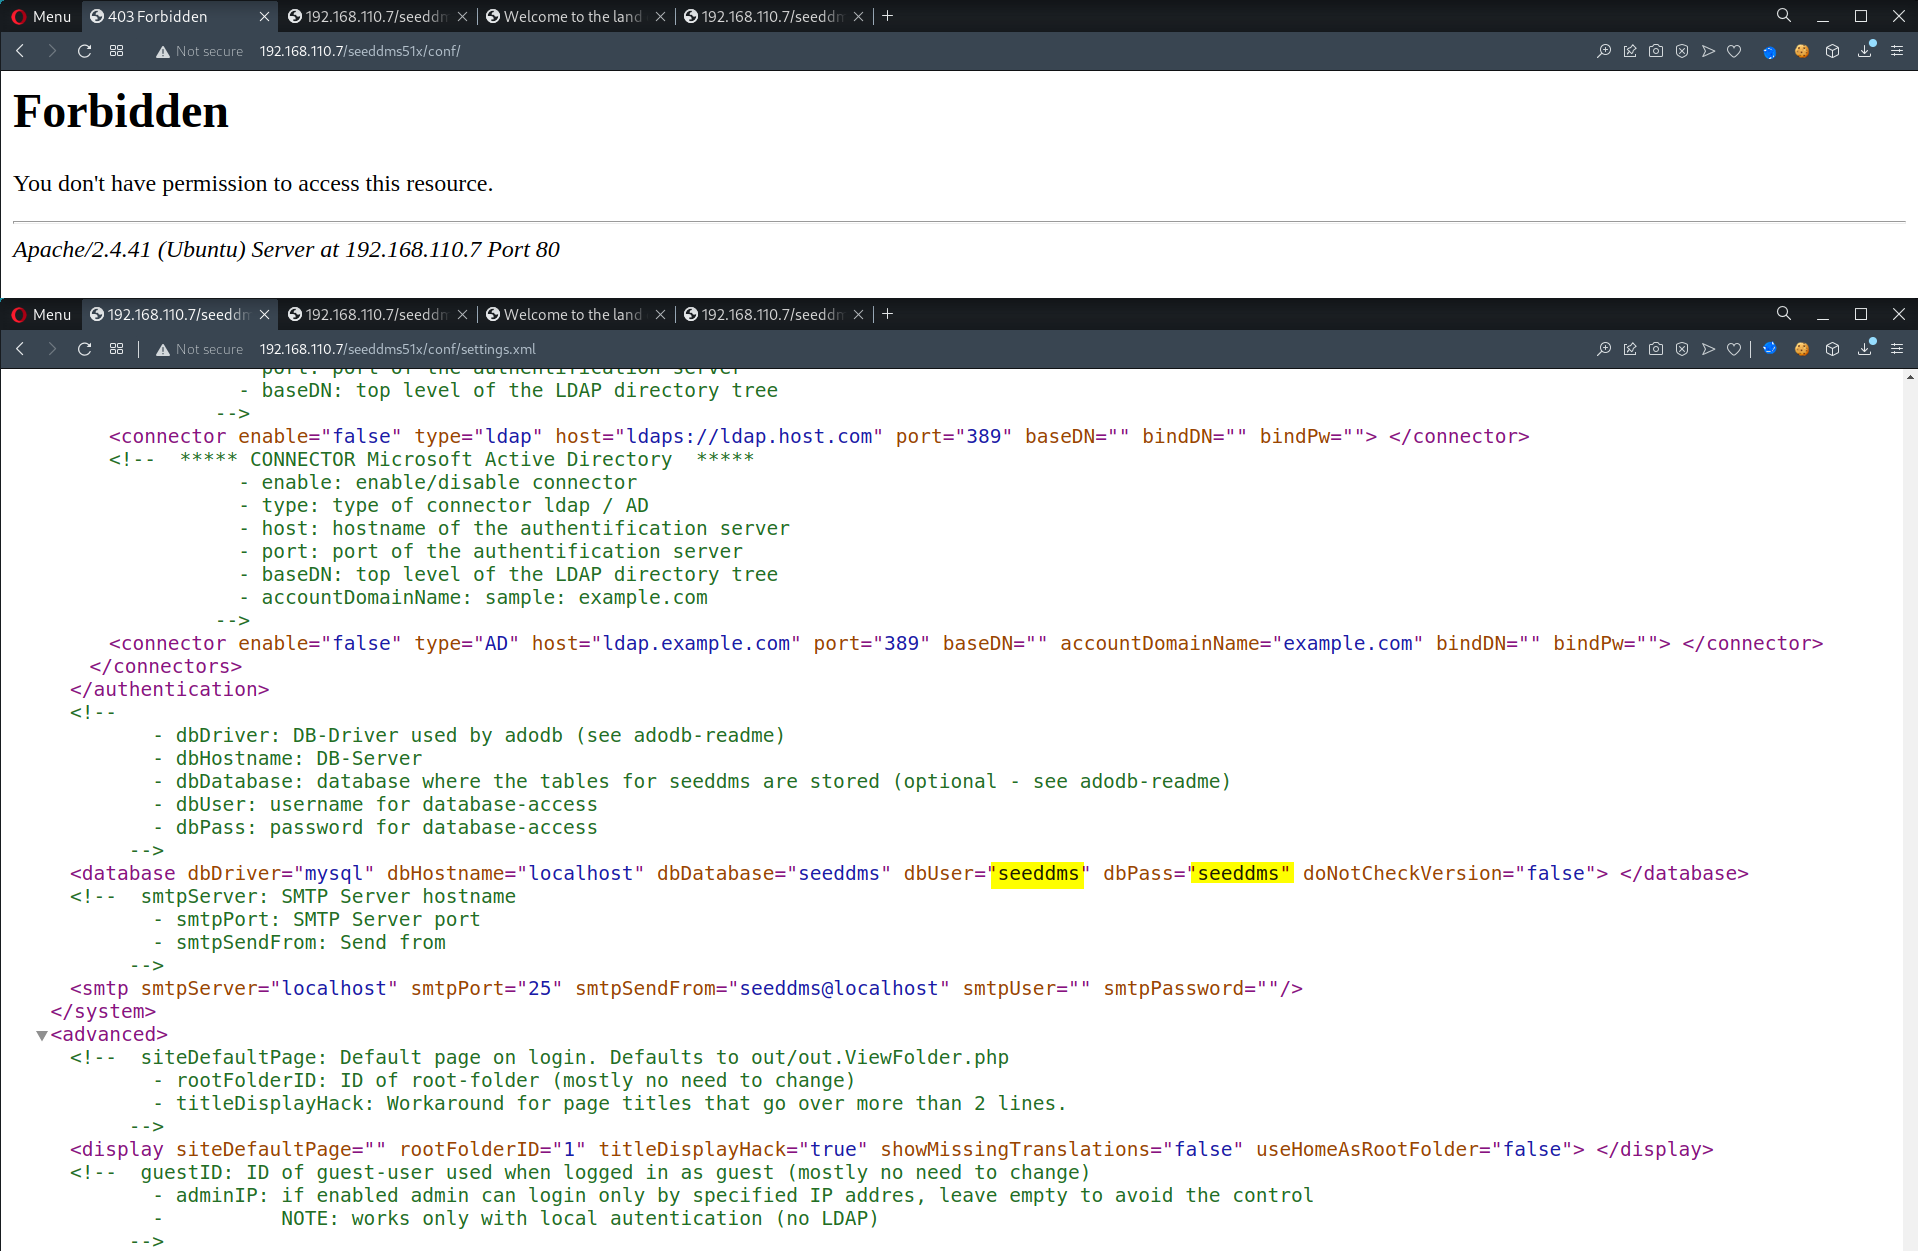 Menu 403 Forbidden 192.168.110.7/seeddm Welcome to the land 192.168.110.7/seeddm
Not secure 192.168.110.7/seeddms51x/conf/
Forbidden
You don't have permission to access this resource.
Apache/2.4.41 (Ubuntu) Server at 192.168.110.7 Port 80
Menu 192.168.110.7/seeddm 192.168.110.7/seeddm Welcome to the land 192.168.110.7/seeddm
Not secure 192.168.110.7/seeddms51x/conf/settings.xml
- port: port of the authentification server
- baseDN: top level of the LDAP directory tree
-->
<connector enable="false" type="ldap" host="ldaps://ldap.host.com" port="389" baseDN="" bindDN="" bindPw=""> </connector>
<!-- ***** CONNECTOR Microsoft Active Directory *****
- enable: enable/disable connector
- type: type of connector ldap / AD
- host: hostname of the authentification server
- port: port of the authentification server
- baseDN: top level of the LDAP directory tree
- accountDomainName: sample: example.com
-->
<connector enable="false" type="AD" host="ldap.example.com" port="389" baseDN="" accountDomainName="example.com" bindDN="" bindPw=""> </connector>
</connectors>
</authentication>
<!--
- dbDriver: DB-Driver used by adodb (see adodb-readme)
- dbHostname: DB-Server
- dbDatabase: database where the tables for seeddms are stored (optional - see adodb-readme)
- dbUser: username for database-access
- dbPass: password for database-access
-->
<database dbDriver="mysql" dbHostname="localhost" dbDatabase="seeddms" dbUser="seeddms" dbPass="seeddms" doNotCheckVersion="false"> </database>
<!-- smtpServer: SMTP Server hostname
- smtpPort: SMTP Server port
- smtpSendFrom: Send from
-->
<smtp smtpServer="localhost" smtpPort="25" smtpSendFrom="seeddms@localhost" smtpUser="" smtpPassword=""/>
</system>
▼<advanced>
<!-- siteDefaultPage: Default page on login. Defaults to out/out.ViewFolder.php
- rootFolderID: ID of root-folder (mostly no need to change)
- titleDisplayHack: Workaround for page titles that go over more than 2 lines.
-->
<display siteDefaultPage="" rootFolderID="1" titleDisplayHack="true" showMissingTranslations="false" useHomeAsRootFolder="false"> </display>
<!-- guestID: ID of guest-user used when logged in as guest (mostly no need to change)
- adminIP: if enabled admin can login only by specified IP addres, leave empty to avoid the control
- NOTE: works only with local autentication (no LDAP)
-->